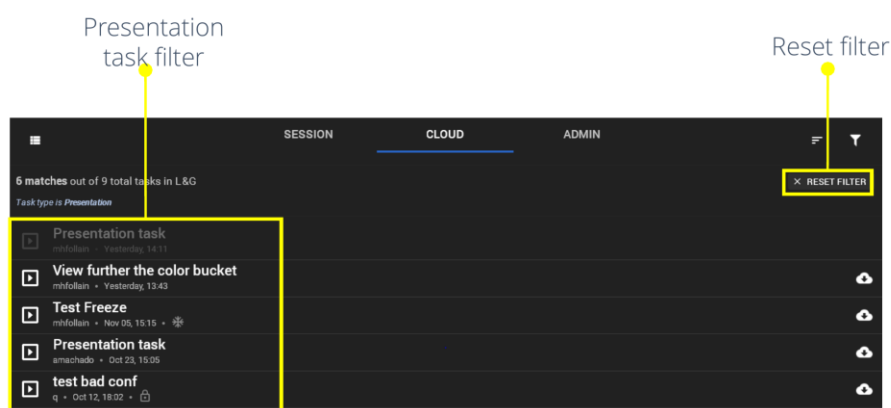 Presentation
task filter
Reset filter
SESSION CLOUD ADMIN
6 matches out of 9 total tasks in L&G
× RESET FILTER
Task type is Presentation
Presentation task
mhfollain • Yesterday, 14:11
View further the color bucket
mhfollain • Yesterday, 13:43
Test Freeze
mhfollain • Nov 05, 15:15 •
Presentation task
amachado • Oct 23, 15:05
test bad conf
q • Oct 12, 18:02 •